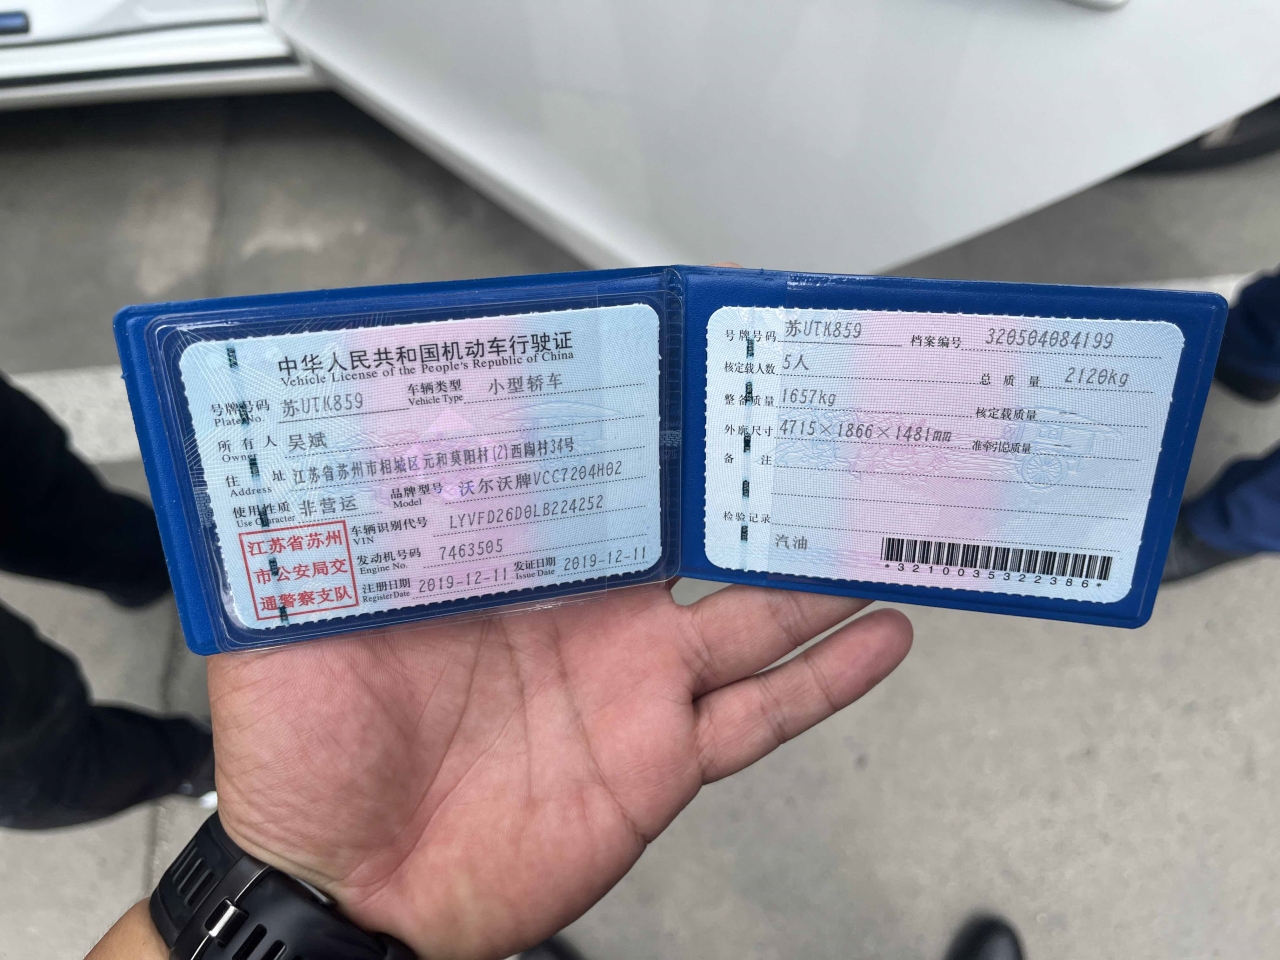 中华人民共和国机动车行驶证
Vehicle License of the People's Republic of China
号牌号码 苏UTK859 车辆类型 小型轿车
Plate No. Vehicle Type
所有人 吴斌
Owner
住址 江苏省苏州市相城区元和莫阳村(2)西陶村34号
Address
使用性质 非营运 品牌型号 沃尔沃牌VCC7204H02
Use Character Model
江苏省苏州
市公安局交
通警察支队
车辆识别代号 LYVFD26D0LB224252
VIN
发动机号码 7463505
Engine No.
注册日期 2019-12-11 发证日期 2019-12-11
Register Date Issue Date
号牌号码 苏UTK859 档案编号 320504084199
核定载人数 5人 总质量 2120kg
整备质量 1657kg 核定载质量
外廓尺寸 4715×1866×1481mm 准牵引总质量
备注
检验记录
汽油
*3210035322386*